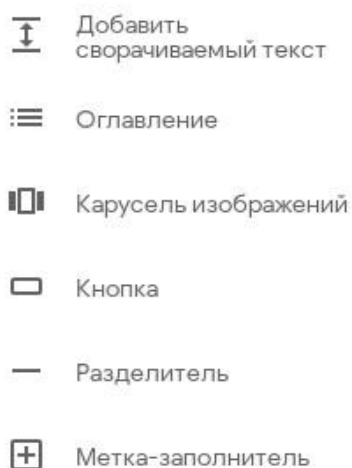 Добавить
сворачиваемый текст
Оглавление
Карусель изображений
Кнопка
Разделитель
Метка-заполнитель